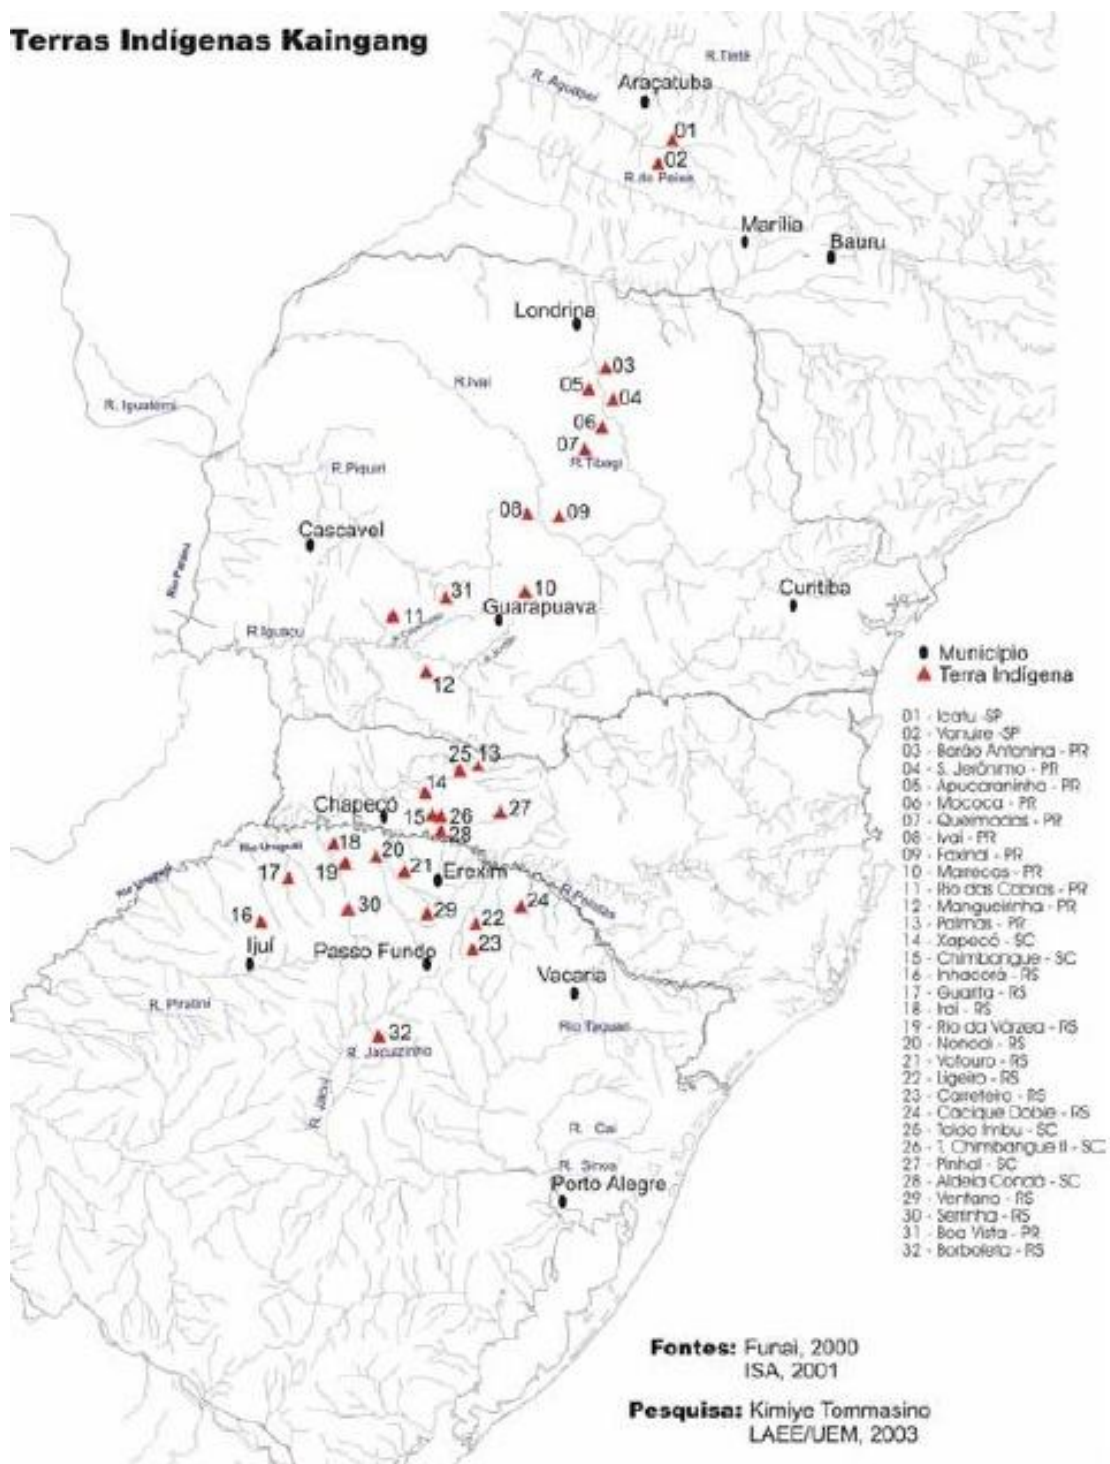 Terras Indígenas Kaingang
R.Tietê
Araçatuba
R. Aguapeí
01
02
R.do Peixe
Marília
Bauru
Londrina
03
R.Ivaí
05
04
R. Iguatemi
06
07
R.Tibagi
R.Piquiri
08
09
Cascavel
Rio Paraná
31
10
Curitiba
Guarapuava
11
R.Iguaçu
Município
12
Terra Indígena
01 - Icatu -SP
02 - Vanuire -SP
03 - Barão Antonina - PR
04 - S. Jerônimo - PR
05 - Apucaraninha - PR
06 - Mococa - PR
07 - Queimadas - PR
08 - Ivaí - PR
09 - Faxinal - PR
10 - Marrecas - PR
11 - Rio das Cobras - PR
12 - Mangueirinha - PR
13 - Palmas - PR
14 - Xapecó - SC
15 - Chimbangue - SC
16 - Inhacorá - RS
17 - Guarita - RS
18 - Iraí - RS
19 - Rio da Várzea - RS
20 - Nonoai - RS
21 - Votouro - RS
22 - Ligeiro - RS
23 - Carreteiro - RS
24 - Cacique Doble - RS
25 - Toldo Imbu - SC
26 - T. Chimbangue II - SC
27 - Pinhal - SC
28 - Aldeia Condá - SC
29 - Ventarra - RS
30 - Serrinha - RS
31 - Boa Vista - PR
32 - Borboleta - RS
25 13
14
Chapecó
15 26
27
28
Rio Uruguai
18
Rio Uruguai
20
17
19
21
Erexim
R.Pelotas
30
29
24
16
22
Ijuí
Passo Fundo
23
Vacaria
R. Piratini
Rio Taquari
32
R. Jacuizinho
R. Jacuí
R. Caí
R. Sinos
Porto Alegre
Fontes: Funai, 2000
ISA, 2001
Pesquisa: Kimiye Tommasino
LAEE/UEM, 2003